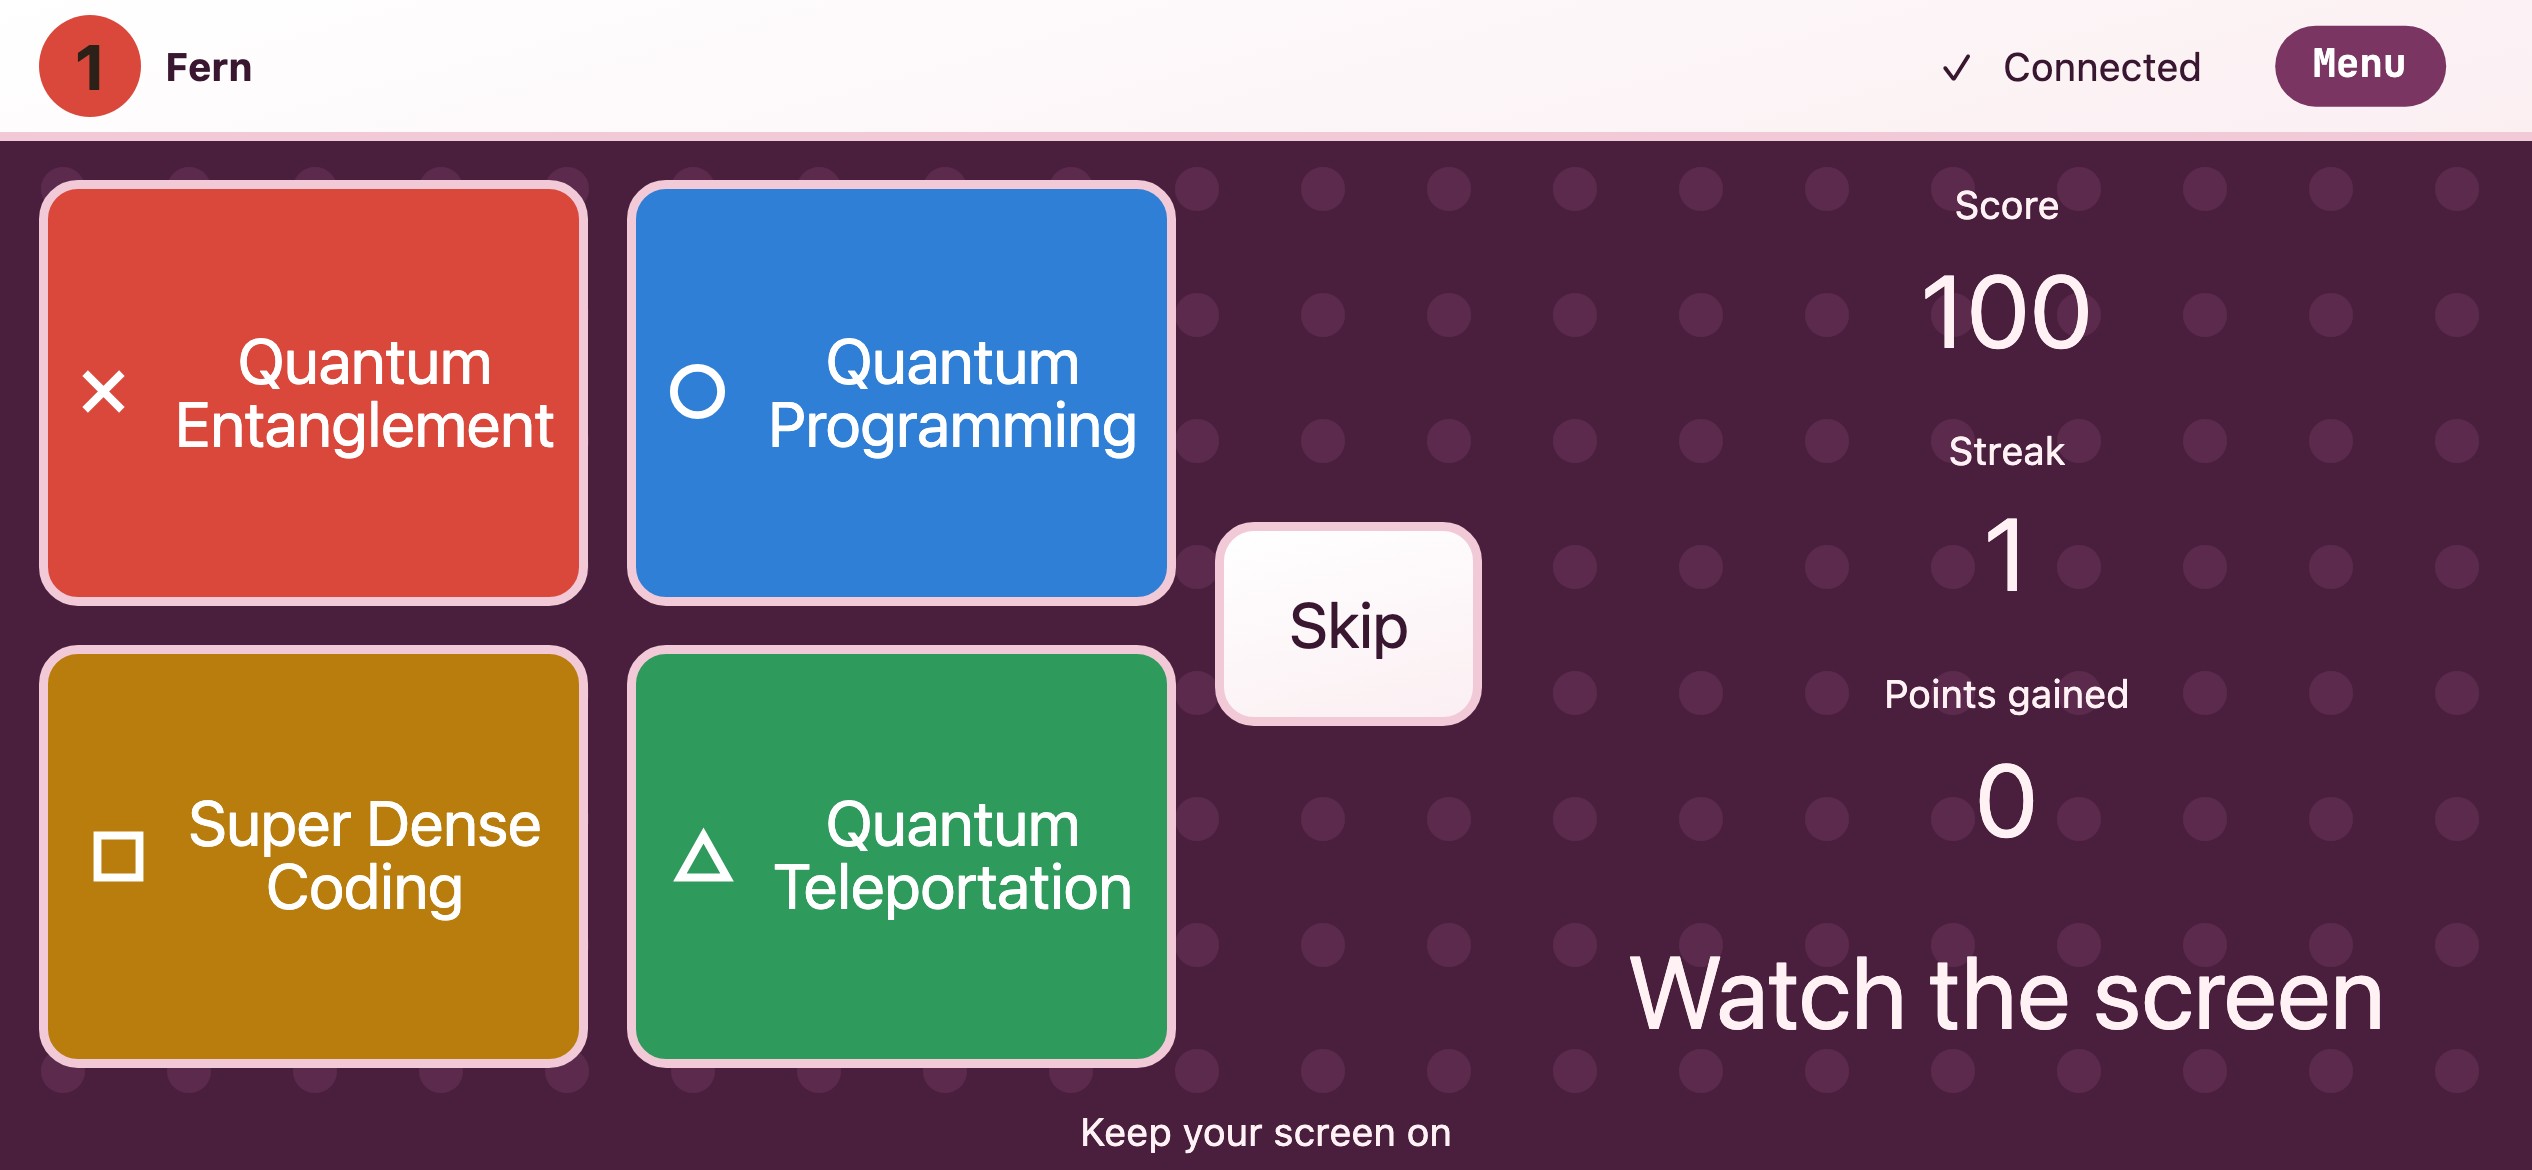 1 Fern
✓ Connected
Menu
Quantum
Entanglement
Quantum
Programming
Super Dense
Coding
Quantum
Teleportation
Skip
Score
100
Streak
1
Points gained
0
Watch the screen
Keep your screen on